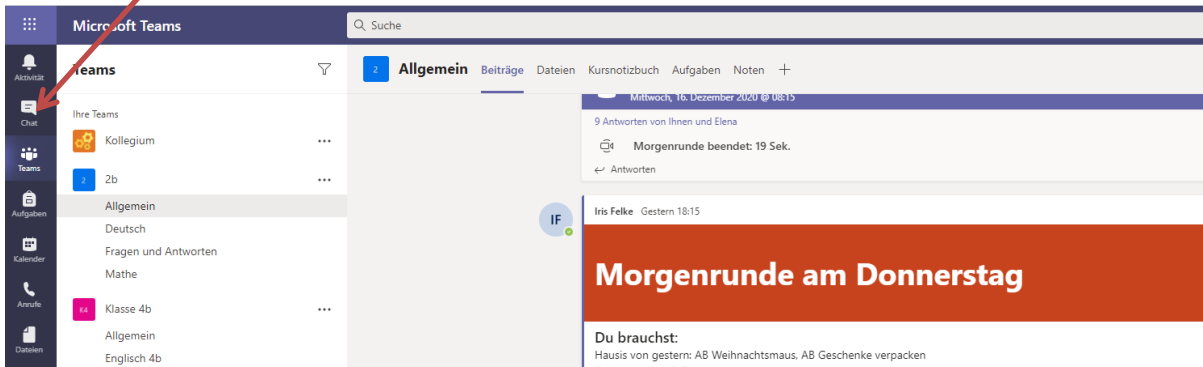 Microsoft Teams
Suche
Aktivität
Chat
Teams
Aufgaben
Kalender
Anrufe
Dateien
Teams
Ihre Teams
Kollegium
2 2b
Allgemein
Deutsch
Fragen und Antworten
Mathe
K4 Klasse 4b
Allgemein
Englisch 4b
2 Allgemein Beiträge Dateien Kursnotizbuch Aufgaben Noten
Mittwoch, 16. Dezember 2020 @ 08:15
9 Antworten von Ihnen und Elena
Morgenrunde beendet: 19 Sek.
Antworten
IF
Iris Felke Gestern 18:15
Morgenrunde am Donnerstag
Du brauchst:
Hausis von gestern: AB Weihnachtsmaus, AB Geschenke verpacken